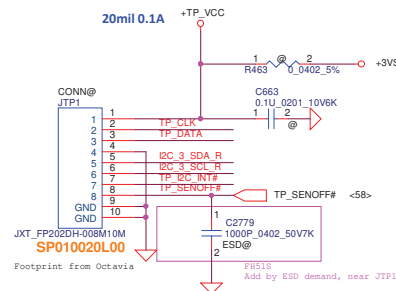 20mil 0.1A
+TP_VCC
1 @ 2
R463 0_0402_5%
+3VS
CONN@
JTP1
C663
0.1U_0201_10V6K
1 2
@
1 1
2 2 TP_CLK
3 3 TP_DATA
4 4
5 5 I2C_3_SDA_R
6 6 I2C_3_SCL_R
7 7 TP_I2C_INT#
8 8 TP_SENOFF#
TP_SENOFF# <58>
GND 9
GND 10
JXT_FP202DH-008M10M
SP010020L00
Footprint from Octavia
1
C2779
1000P_0402_50V7K
ESD@
2
FH51S
Add by ESD demand, near JTP1